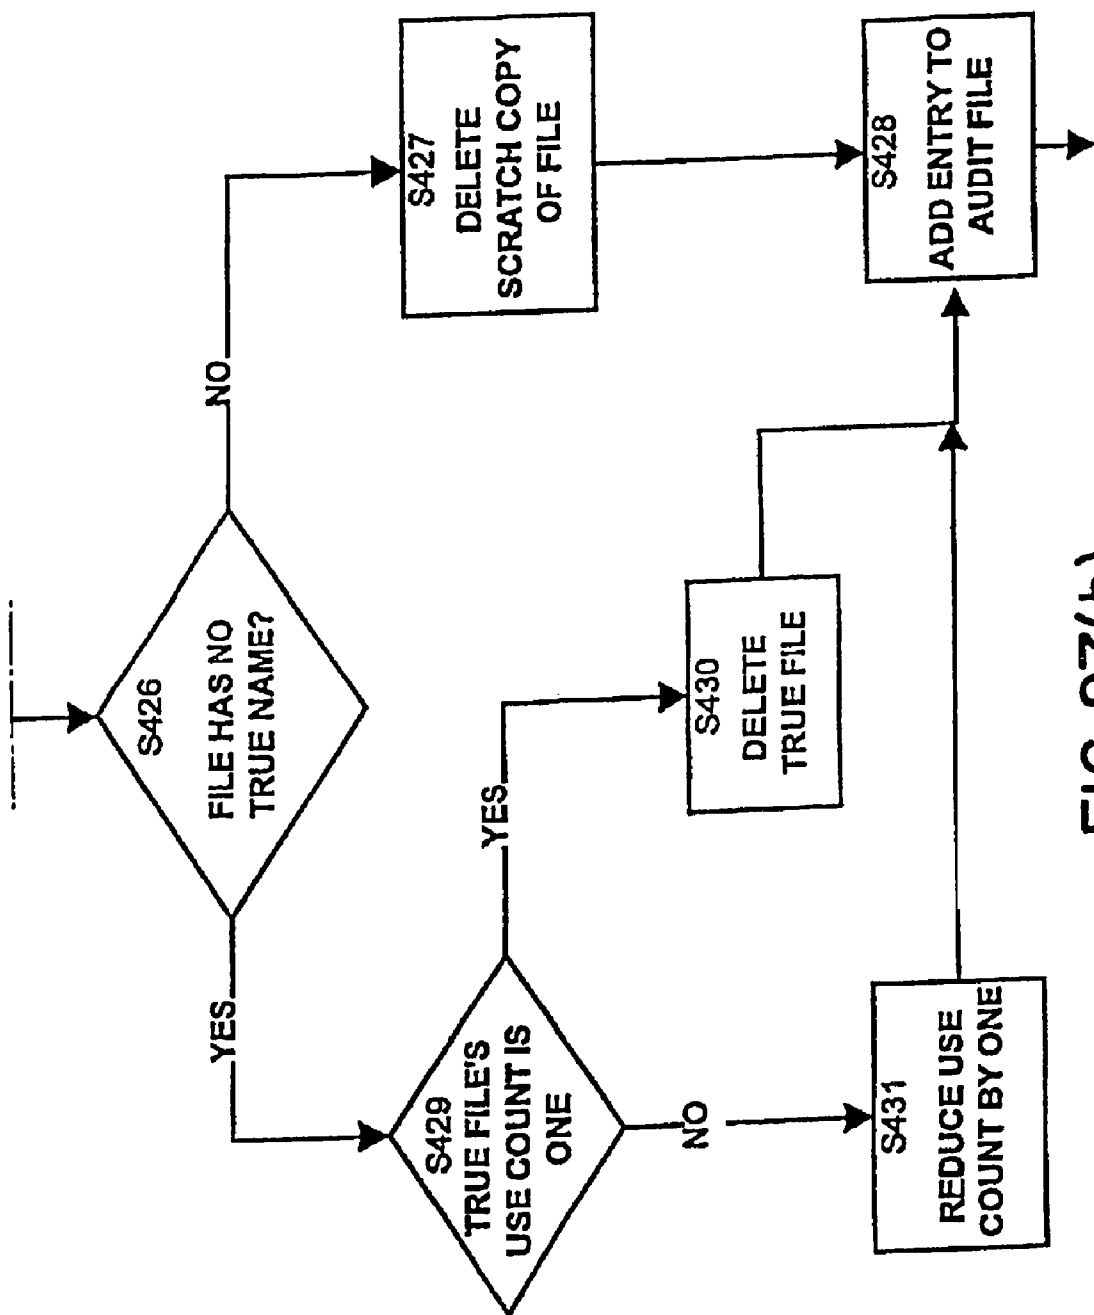 S426
FILE HAS NO
TRUE NAME?
YES
NO
S427
DELETE
SCRATCH COPY
OF FILE
S429
TRUE FILE'S
USE COUNT IS
ONE
YES
NO
S430
DELETE
TRUE FILE
S431
REDUCE USE
COUNT BY ONE
S428
ADD ENTRY TO
AUDIT FILE